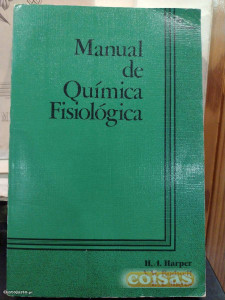 Manual
de
Química
Fisiológica
H. A. Harper
coisas